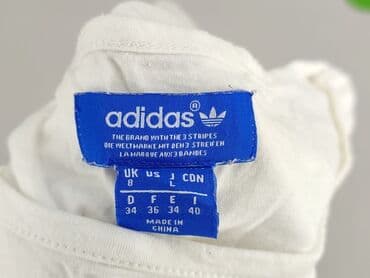 adidas®
THE BRAND WITH THE 3 STRIPES
DIE WELTMARKE MIT DEN 3 STREIFEN
LA MARQUE AUX 3 BANDES
UK US J CDN
8 L
D F E I
34 36 34 40
MADE IN
CHINA